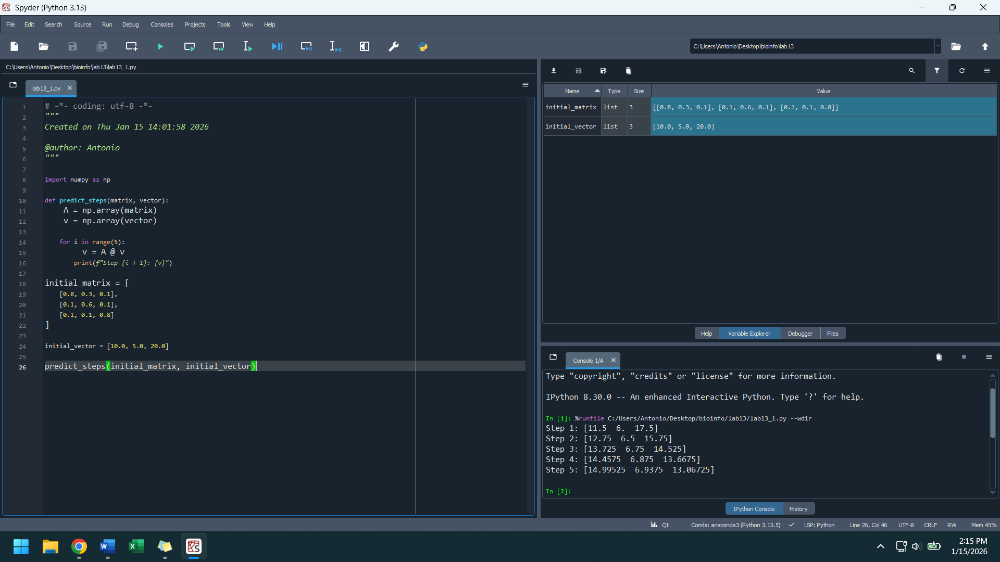 Spyder (Python 3.13)
File Edit Search Source Run Debug Consoles Projects Tools View Help
C:\Users\Antonio\Desktop\bioinfo\lab13
C:\Users\Antonio\Desktop\bioinfo\lab13\lab13_1.py
lab13_1.py
1 # -*- coding: utf-8 -*-
2 """
3 Created on Thu Jan 15 14:01:58 2026
4
5 @author: Antonio
6 """
7
8 import numpy as np
9
10 def predict_steps(matrix, vector):
11     A = np.array(matrix)
12     v = np.array(vector)
13
14     for i in range(5):
15         v = A @ v
16         print(f"Step {i + 1}: {v}")
17
18 initial_matrix = [
19     [0.8, 0.3, 0.1],
20     [0.1, 0.6, 0.1],
21     [0.1, 0.1, 0.8]
22 ]
23
24 initial_vector = [10.0, 5.0, 20.0]
25
26 predict_steps(initial_matrix, initial_vector)
Name Type Size Value
initial_matrix list 3 [[0.8, 0.3, 0.1], [0.1, 0.6, 0.1], [0.1, 0.1, 0.8]]
initial_vector list 3 [10.0, 5.0, 20.0]
Help Variable Explorer Debugger Files
Console 1/A
Type "copyright", "credits" or "license" for more information.
IPython 8.30.0 -- An enhanced Interactive Python. Type '?' for help.
In [1]: %runfile C:/Users/Antonio/Desktop/bioinfo/lab13/lab13_1.py --wdir
Step 1: [11.5  6.  17.5]
Step 2: [12.75  6.5  15.75]
Step 3: [13.725  6.75  14.525]
Step 4: [14.4575  6.875  13.6675]
Step 5: [14.99525  6.9375  13.06725]
In [2]:
IPython Console History
Qt Conda: anaconda3 (Python 3.13.5) LSP: Python Line 26, Col 46 UTF-8 CRLF RW Mem 45%
2:15 PM
1/15/2026